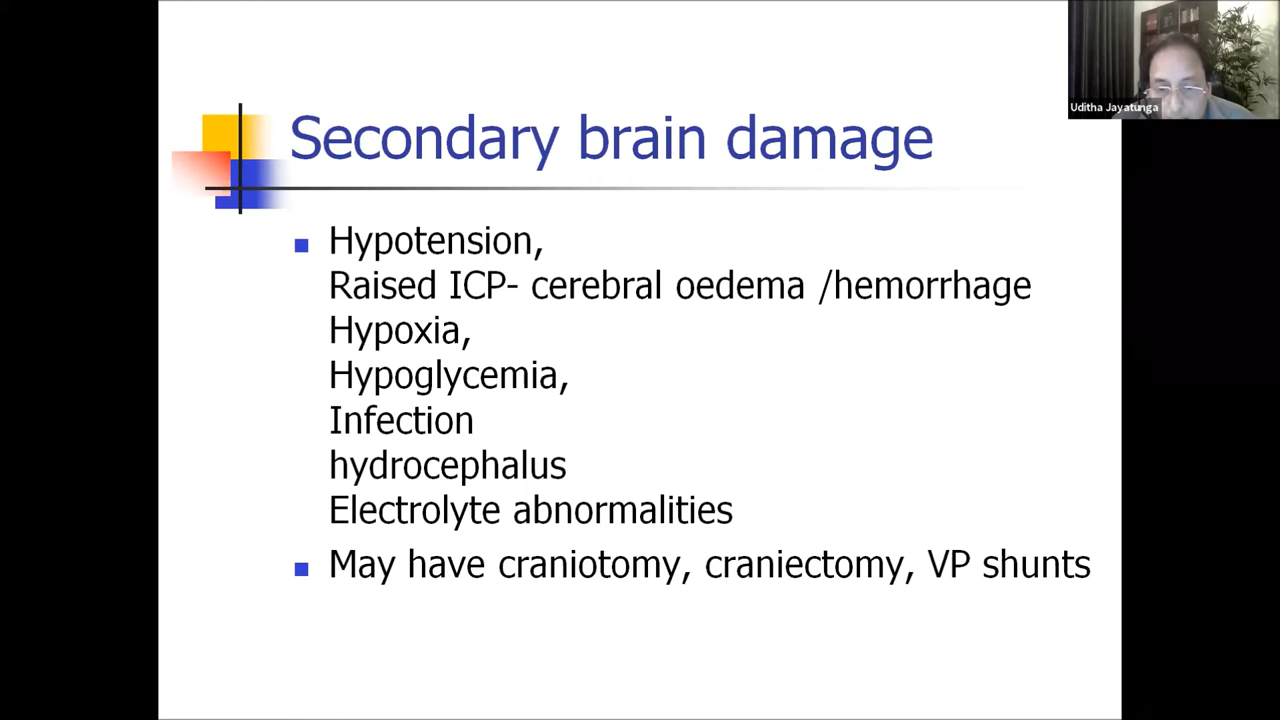 Uditha Jayatunga
Secondary brain damage
Hypotension,
Raised ICP- cerebral oedema /hemorrhage
Hypoxia,
Hypoglycemia,
Infection
hydrocephalus
Electrolyte abnormalities
May have craniotomy, craniectomy, VP shunts